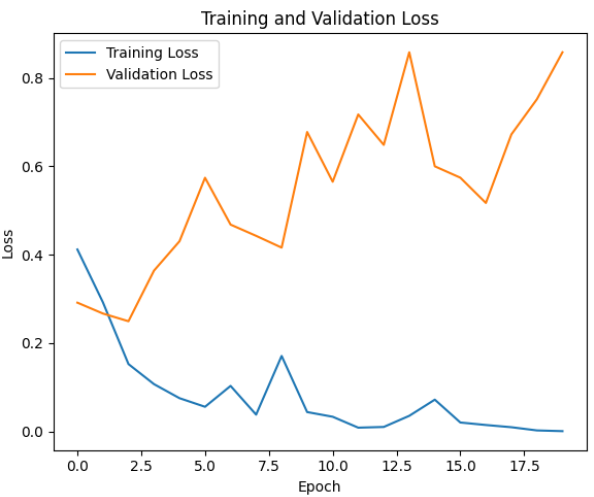 Training and Validation Loss
Training Loss
Validation Loss
0.8
0.6
0.4
0.2
0.0
Loss
0.0 2.5 5.0 7.5 10.0 12.5 15.0 17.5
Epoch